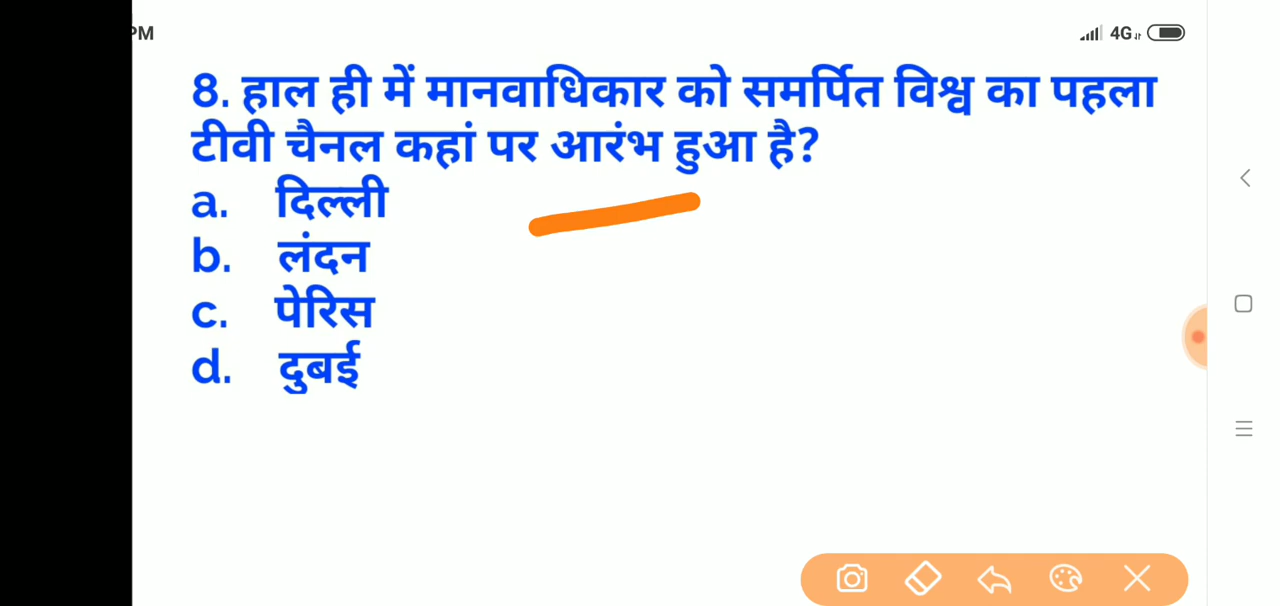 PM
4G
8. हाल ही में मानवाधिकार को समर्पित विश्व का पहला
टीवी चैनल कहां पर आरंभ हुआ है?
a. दिल्ली
b. लंदन
c. पेरिस
d. दुबई